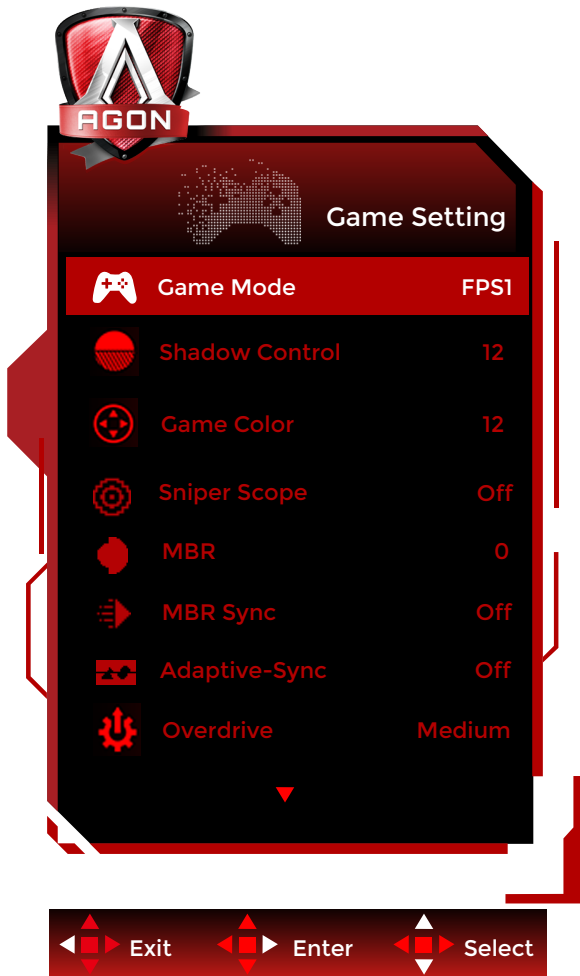 AGON
Game Setting
Game Mode FPS1
Shadow Control 12
Game Color 12
Sniper Scope Off
MBR 0
MBR Sync Off
Adaptive-Sync Off
Overdrive Medium
Exit Enter Select